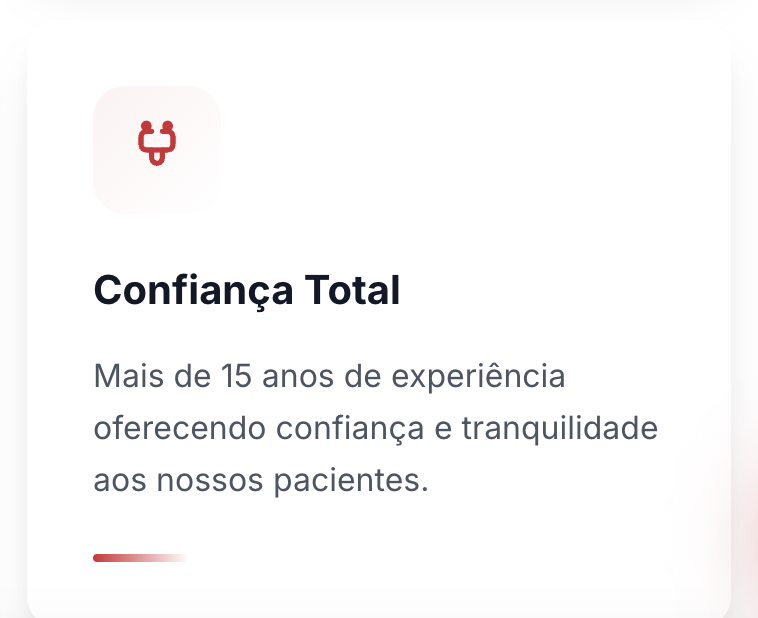 Confiança Total
Mais de 15 anos de experiência
oferecendo confiança e tranquilidade
aos nossos pacientes.